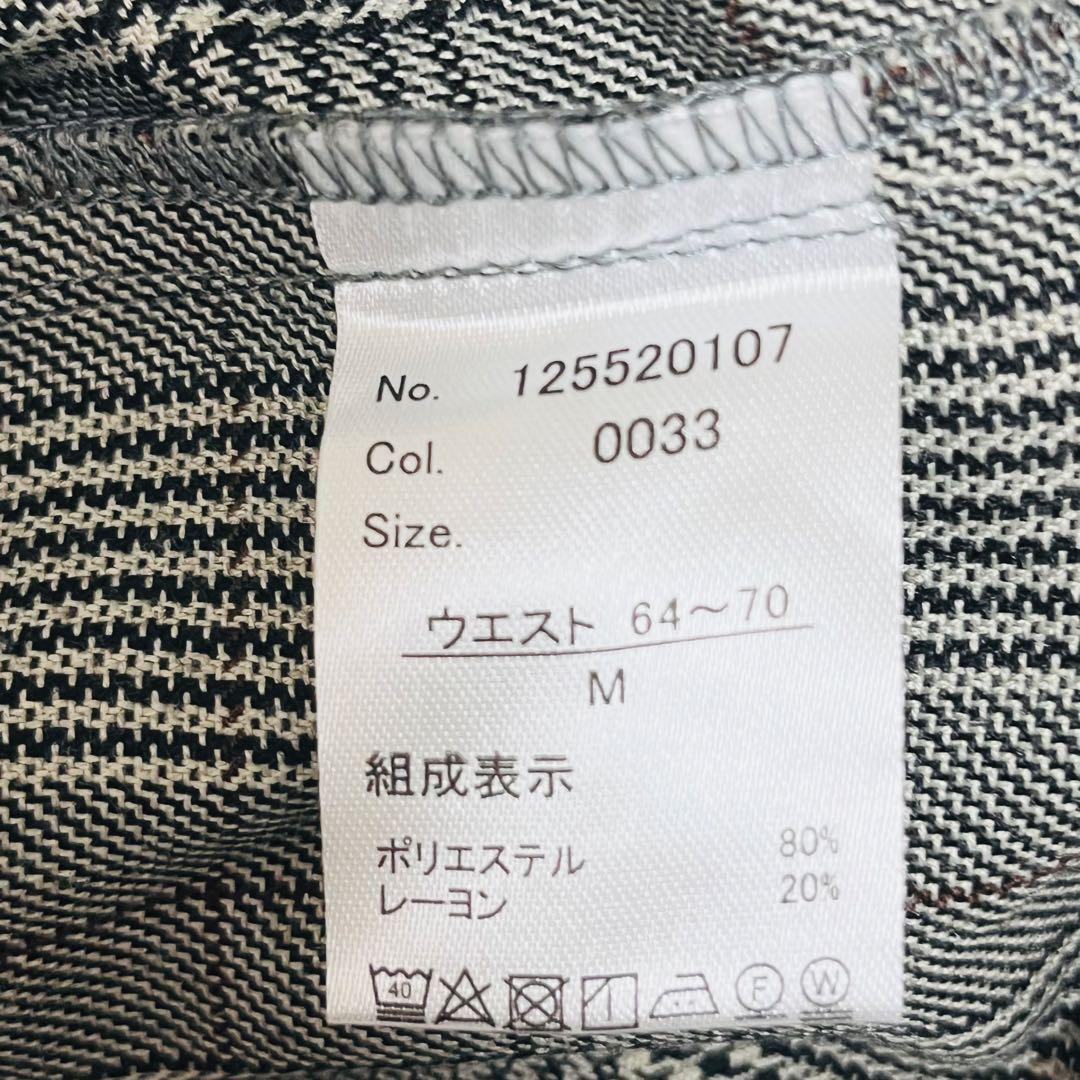 No. 125520107
Col. 0033
Size.
ウエスト 64～70
M
組成表示
ポリエステル 80%
レーヨン 20%
40 F W